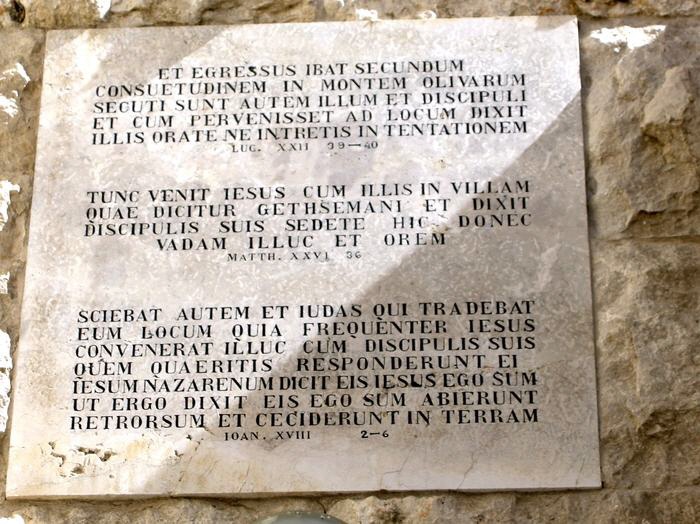 ET EGRESSUS IBAT SECUNDUM
CONSUETUDINEM IN MONTEM OLIVARUM
SECUTI SUNT AUTEM ILLUM ET DISCIPULI
ET CUM PERVENISSET AD LOCUM DIXIT
ILLIS ORATE NE INTRETIS IN TENTATIONEM
LUC. XXII 39-40
TUNC VENIT IESUS CUM ILLIS IN VILLAM
QUAE DICITUR GETHSEMANI ET DIXIT
DISCIPULIS SUIS SEDETE HIC DONEC
VADAM ILLUC ET OREM
MATTH. XXVI 36
SCIEBAT AUTEM ET IUDAS QUI TRADEBAT
EUM LOCUM QUIA FREQUENTER IESUS
CONVENERAT ILLUC CUM DISCIPULIS SUIS
QUEM QUAERITIS RESPONDERUNT EI
IESUM NAZARENUM DICIT EIS IESUS EGO SUM
UT ERGO DIXIT EIS EGO SUM ABIERUNT
RETRORSUM ET CECIDERUNT IN TERRAM
IOAN. XVIII 2-6